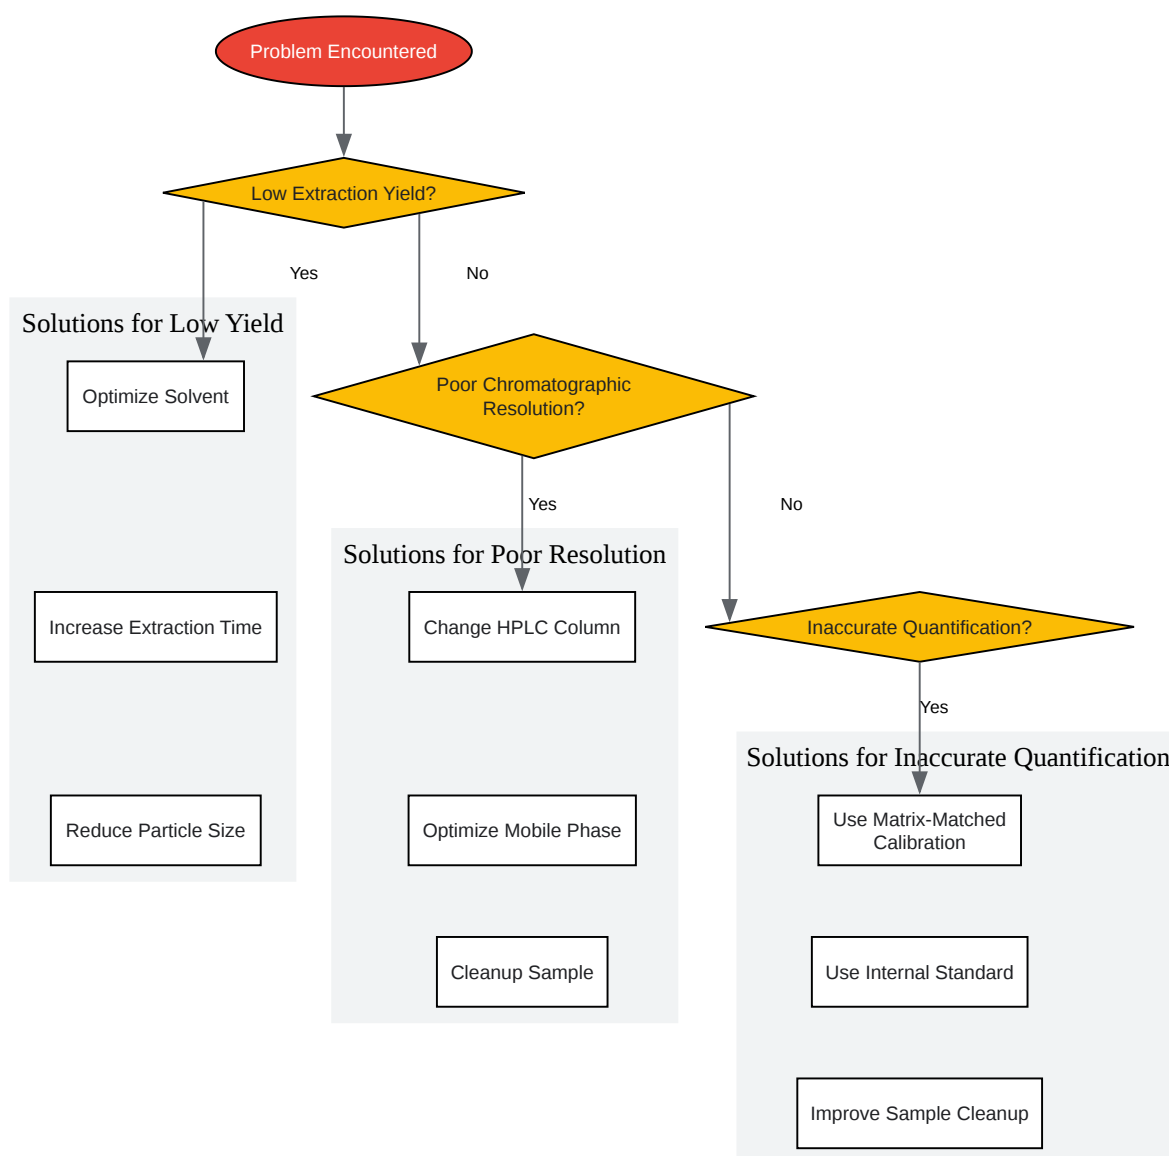 Problem Encountered
Low Extraction Yield?
Yes
No
Solutions for Low Yield
Optimize Solvent
Increase Extraction Time
Reduce Particle Size
Poor Chromatographic
Resolution?
Yes
No
Solutions for Poor Resolution
Change HPLC Column
Optimize Mobile Phase
Cleanup Sample
Inaccurate Quantification?
Yes
Solutions for Inaccurate Quantification
Use Matrix-Matched
Calibration
Use Internal Standard
Improve Sample Cleanup